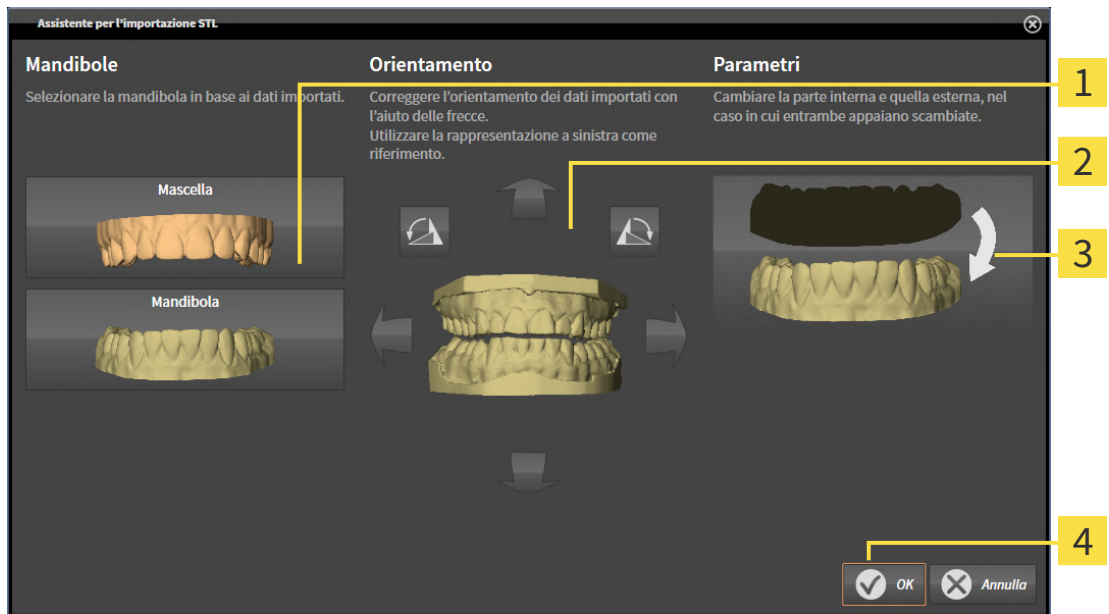 Assistente per l'importazione STL
Mandibole
Selezionare la mandibola in base ai dati importati.
Mascella
Mandibola
Orientamento
Correggere l'orientamento dei dati importati con
l'aiuto delle frecce.
Utilizzare la rappresentazione a sinistra come
riferimento.
Parametri
Cambiare la parte interna e quella esterna, nel
caso in cui entrambe appaiano scambiate.
1
2
3
4
OK
Annulla